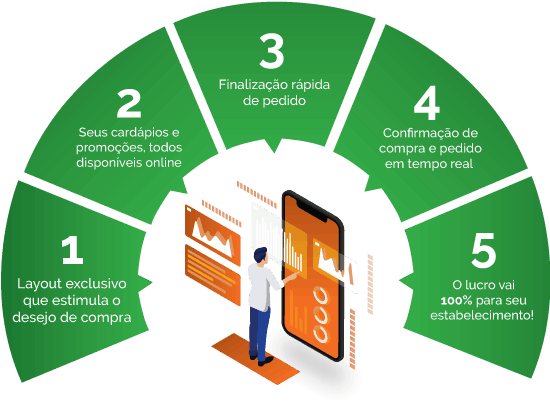 1
Layout exclusivo
que estimula o
desejo de compra
2
Seus cardápios e
promoções, todos
disponíveis online
3
Finalização rápida
de pedido
4
Confirmação de
compra e pedido
em tempo real
5
O lucro vai
100% para seu
estabelecimento!